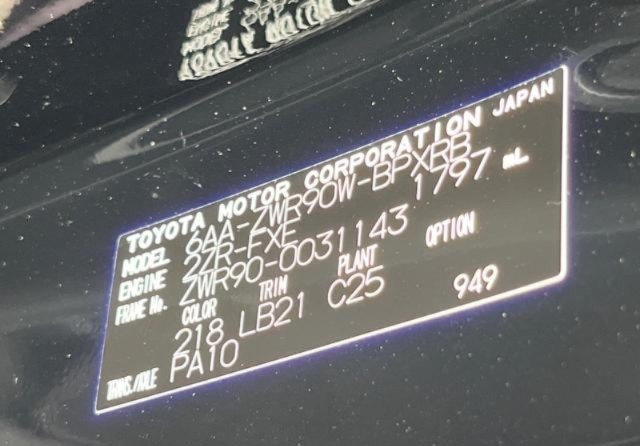 TOYOTA MOTOR CORPORATION JAPAN
MODEL 6AA-ZWR90W-BPXRB
ENGINE 2ZR-FXE 1797 mL
FRAME No. ZWR90-0031143
COLOR TRIM PLANT OPTION
218 LB21 C25 949
TRNS./AXLE PA10